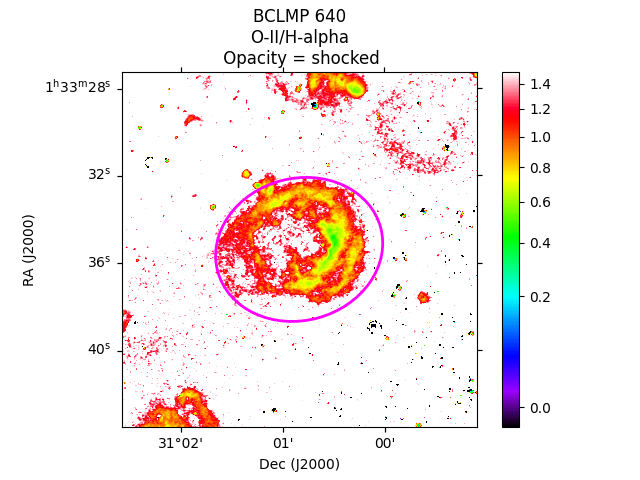 BCLMP 640
O-II/H-alpha
Opacity = shocked
1ʰ33ᵐ28ˢ
32ˢ
36ˢ
40ˢ
RA (J2000)
31°02'
01'
00'
Dec (J2000)
1.4
1.2
1.0
0.8
0.6
0.4
0.2
0.0